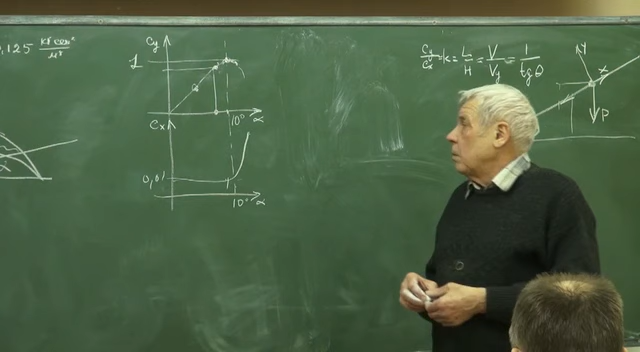 0,125 кг сек² / м⁴
Cy
1
10° α
Cx
0,01
10° α
Cy/Cx = k = L/H = V/Vy = 1/tgθ
Y
X
P
α